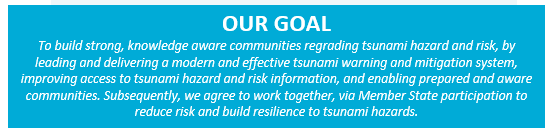 OUR GOAL
To build strong, knowledge aware communities regrading tsunami hazard and risk, by
leading and delivering a modern and effective tsunami warning and mitigation system,
improving access to tsunami hazard and risk information, and enabling prepared and aware
communities. Subsequently, we agree to work together, via Member State participation to
reduce risk and build resilience to tsunami hazards.